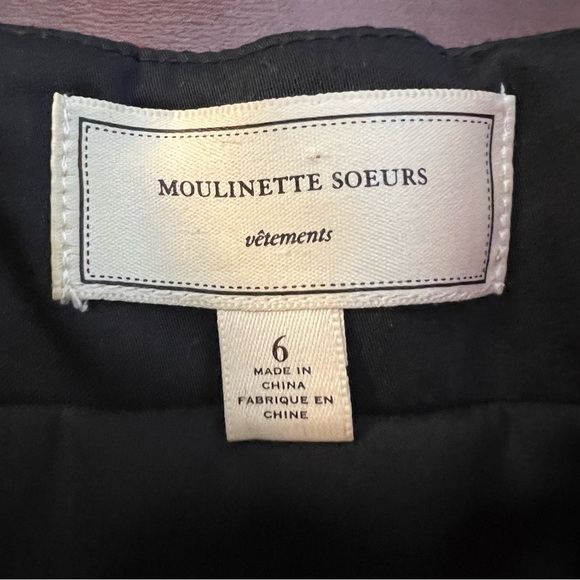 MOULINETTE SOEURS
vêtements
6
MADE IN
CHINA
FABRIQUE EN
CHINE